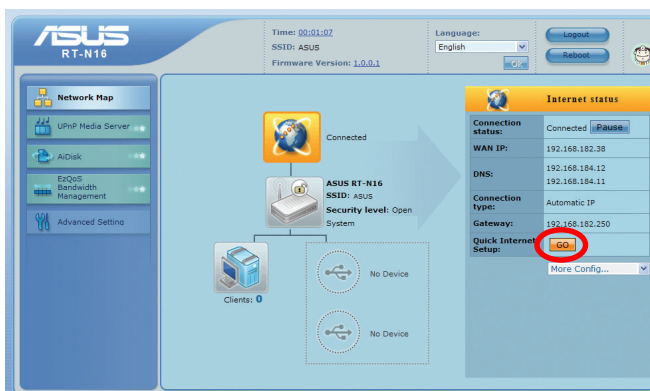 ASUS
RT-N16
Time: 00:01:07
SSID: ASUS
Firmware Version: 1.0.0.1
Language:
English
OK
Logout
Reboot
Network Map
UPnP Media Server
AiDisk
EzQoS
Bandwidth
Management
Advanced Setting
Connected
ASUS RT-N16
SSID: ASUS
Security level: Open
System
Clients: 0
No Device
No Device
Internet status
Connection
status:
Connected Pause
WAN IP: 192.168.182.38
DNS:
192.168.184.12
192.168.184.11
Connection
type:
Automatic IP
Gateway: 192.168.182.250
Quick Internet
Setup:
GO
More Config...